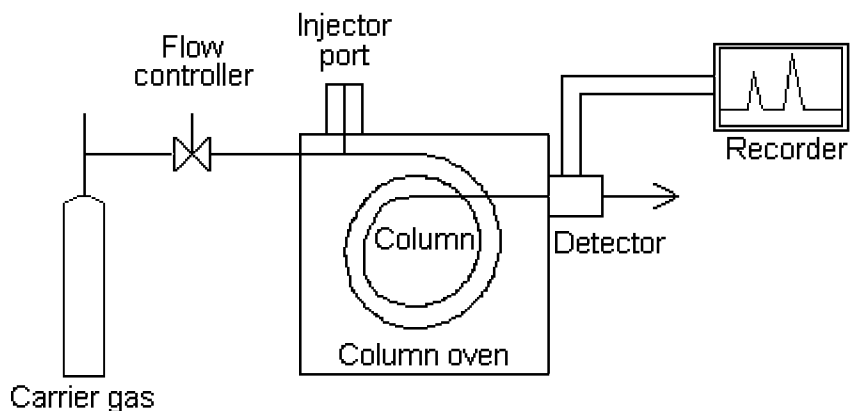 Injector
port
Flow
controller
Recorder
Column
Detector
Column oven
Carrier gas